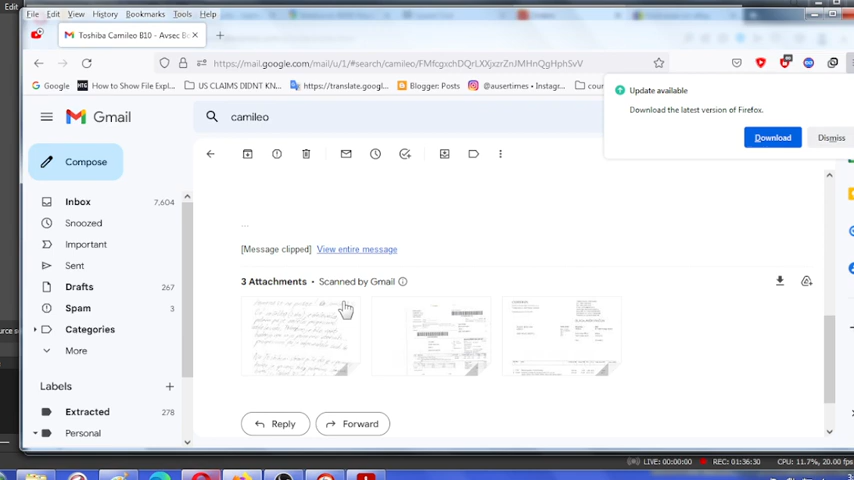 Edi
File Edit View History Bookmarks Tools Help
Toshiba Camileo B10 - Avsec Bo
https://mail.google.com/mail/u/1/#search/camileo/FMfcgxchDQrLXXjxzrZnJMHnQgHphSvV
Google How to Show File Expl US CLAIMS DIDNT KN https://translate.googl Blogger: Posts @ausertimes • Instag cour
Update available
Download the latest version of Firefox.
Download Dismiss
Gmail
camileo
Compose
Inbox 7,604
Snoozed
Important
Sent
Drafts 267
Spam 3
Categories
More
Labels
Extracted 278
Personal
...
[Message clipped] View entire message
3 Attachments • Scanned by Gmail
Reply Forward
LIVE: 00:00:00 REC: 01:36:30 CPU: 11.7%, 20.00 fps